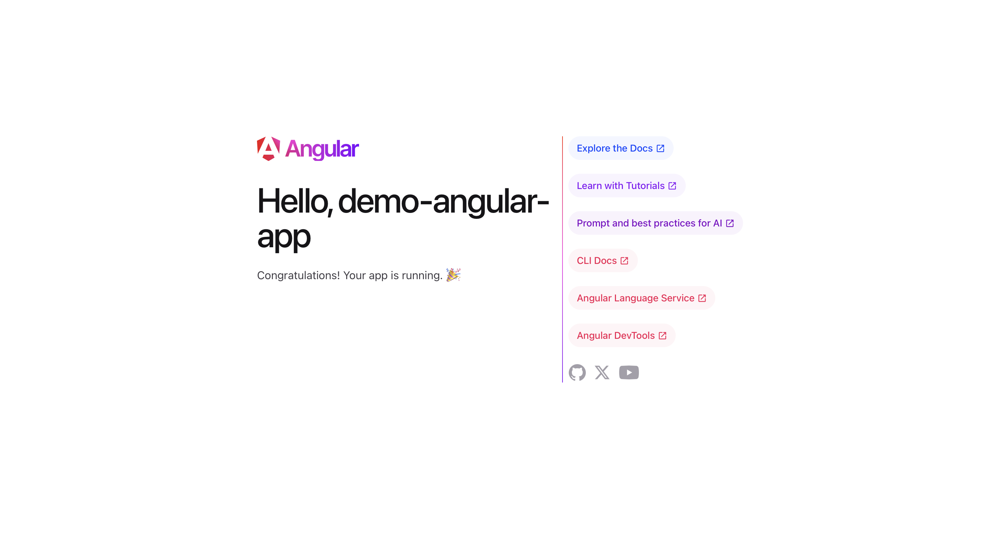 Angular
Hello, demo-angular-
app
Congratulations! Your app is running. 🎉
Explore the Docs
Learn with Tutorials
Prompt and best practices for AI
CLI Docs
Angular Language Service
Angular DevTools